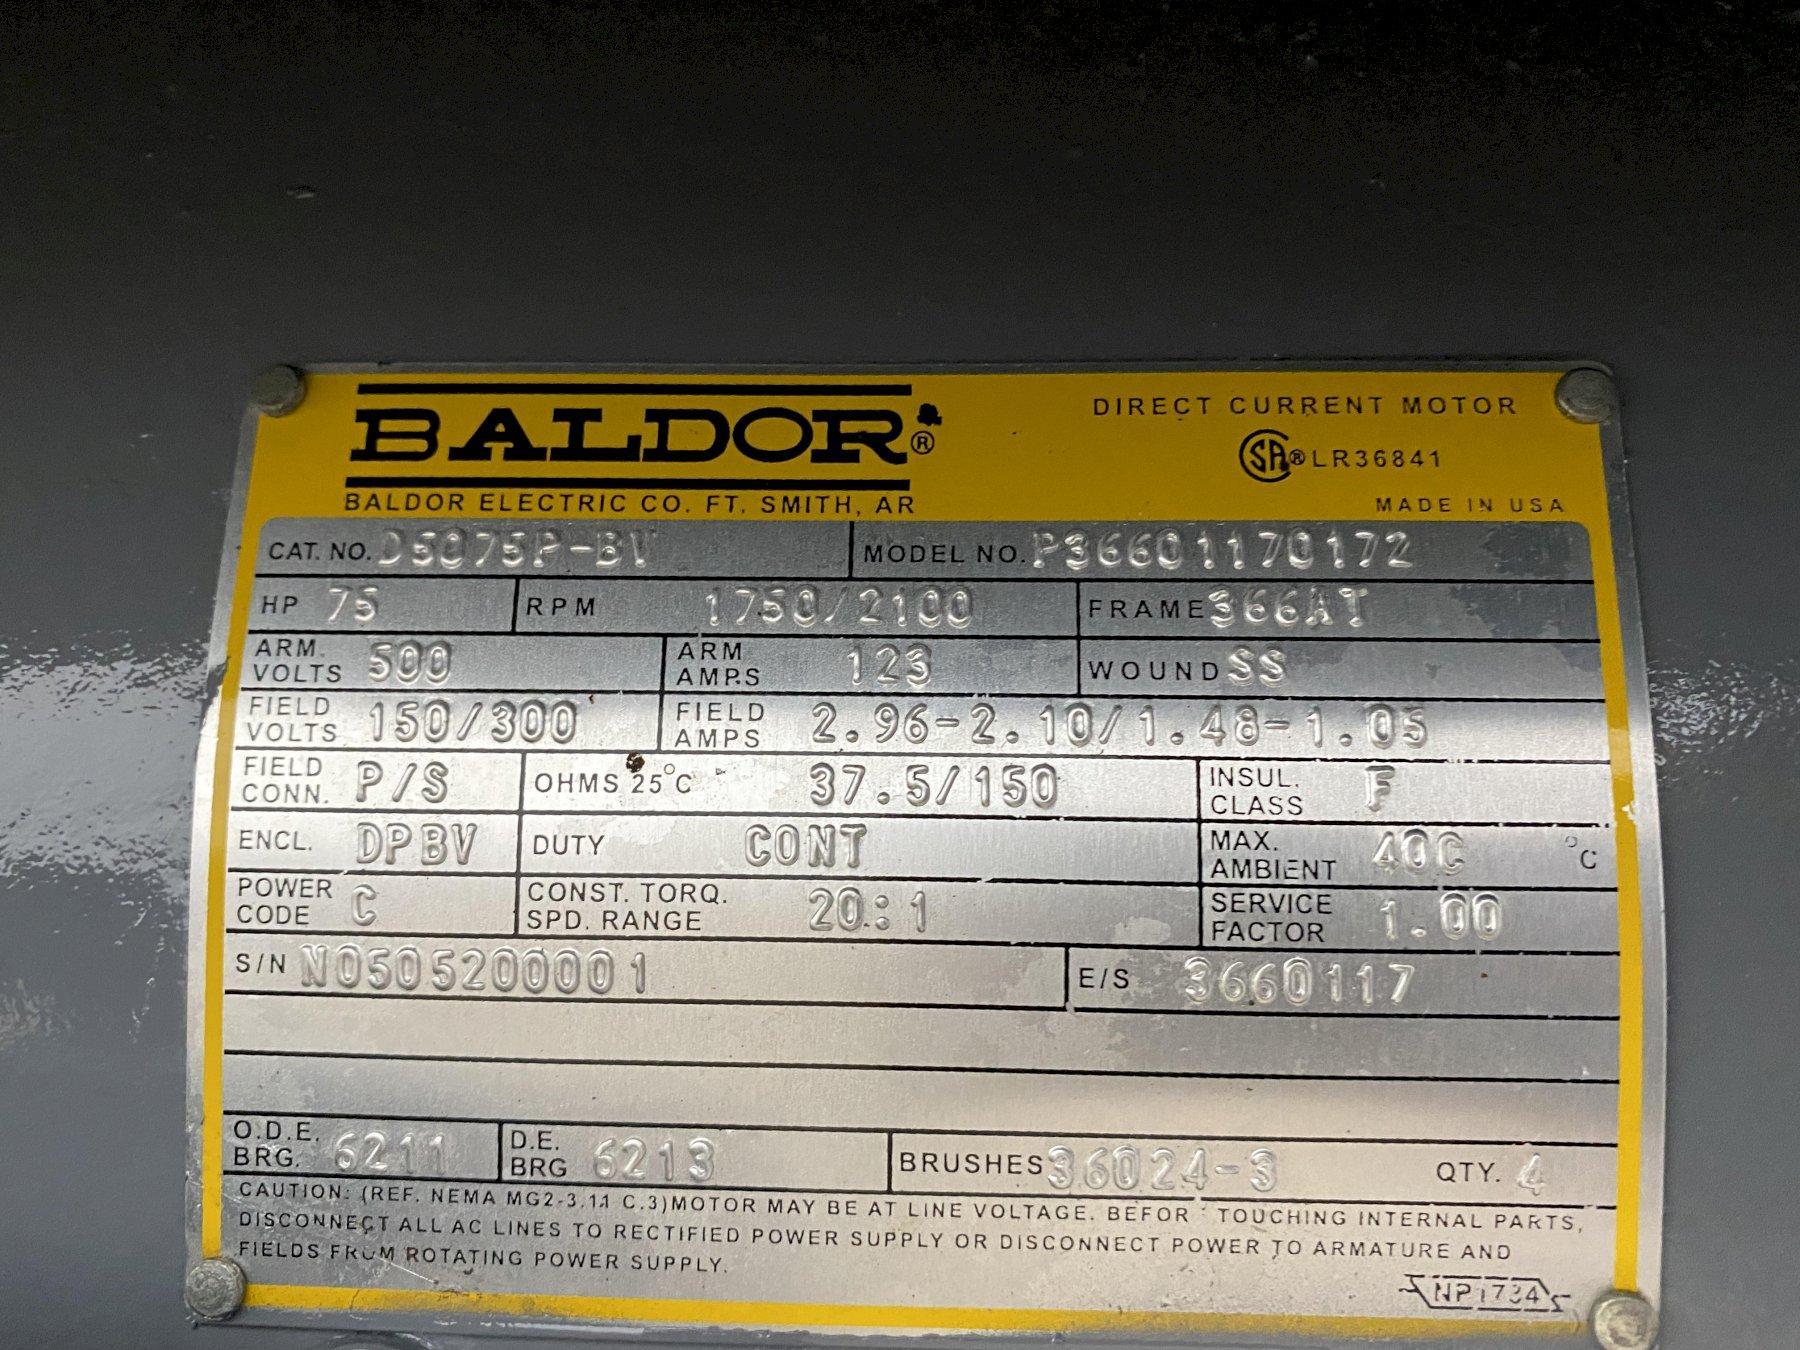 BALDOR®
DIRECT CURRENT MOTOR
SA® LR36841
BALDOR ELECTRIC CO. FT. SMITH, AR
MADE IN USA
CAT. NO. D5075P-BV MODEL NO. P36601170172
HP 75 RPM 1750/2100 FRAME 366AT
ARM. VOLTS 500 ARM AMPS 123 WOUND SS
FIELD VOLTS 150/300 FIELD AMPS 2.96-2.10/1.48-1.05
FIELD CONN. P/S OHMS 25°C 37.5/150 INSUL. CLASS F
ENCL. DPBV DUTY CONT MAX. AMBIENT 40C °C
POWER CODE C CONST. TORQ. SPD. RANGE 20:1 SERVICE FACTOR 1.00
S/N N0505200001 E/S 3660117
O.D.E. BRG. 6211 D.E. BRG 6213 BRUSHES 36024-3 QTY. 4
CAUTION: (REF. NEMA MG2-3.11 C.3) MOTOR MAY BE AT LINE VOLTAGE. BEFOR TOUCHING INTERNAL PARTS,
DISCONNECT ALL AC LINES TO RECTIFIED POWER SUPPLY OR DISCONNECT POWER TO ARMATURE AND
FIELDS FROM ROTATING POWER SUPPLY.
NP1734